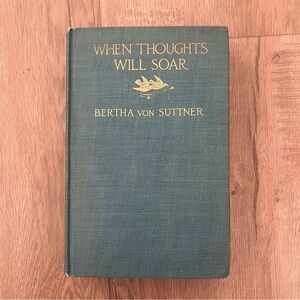 WHEN THOUGHTS
WILL SOAR
BERTHA VON SUTTNER